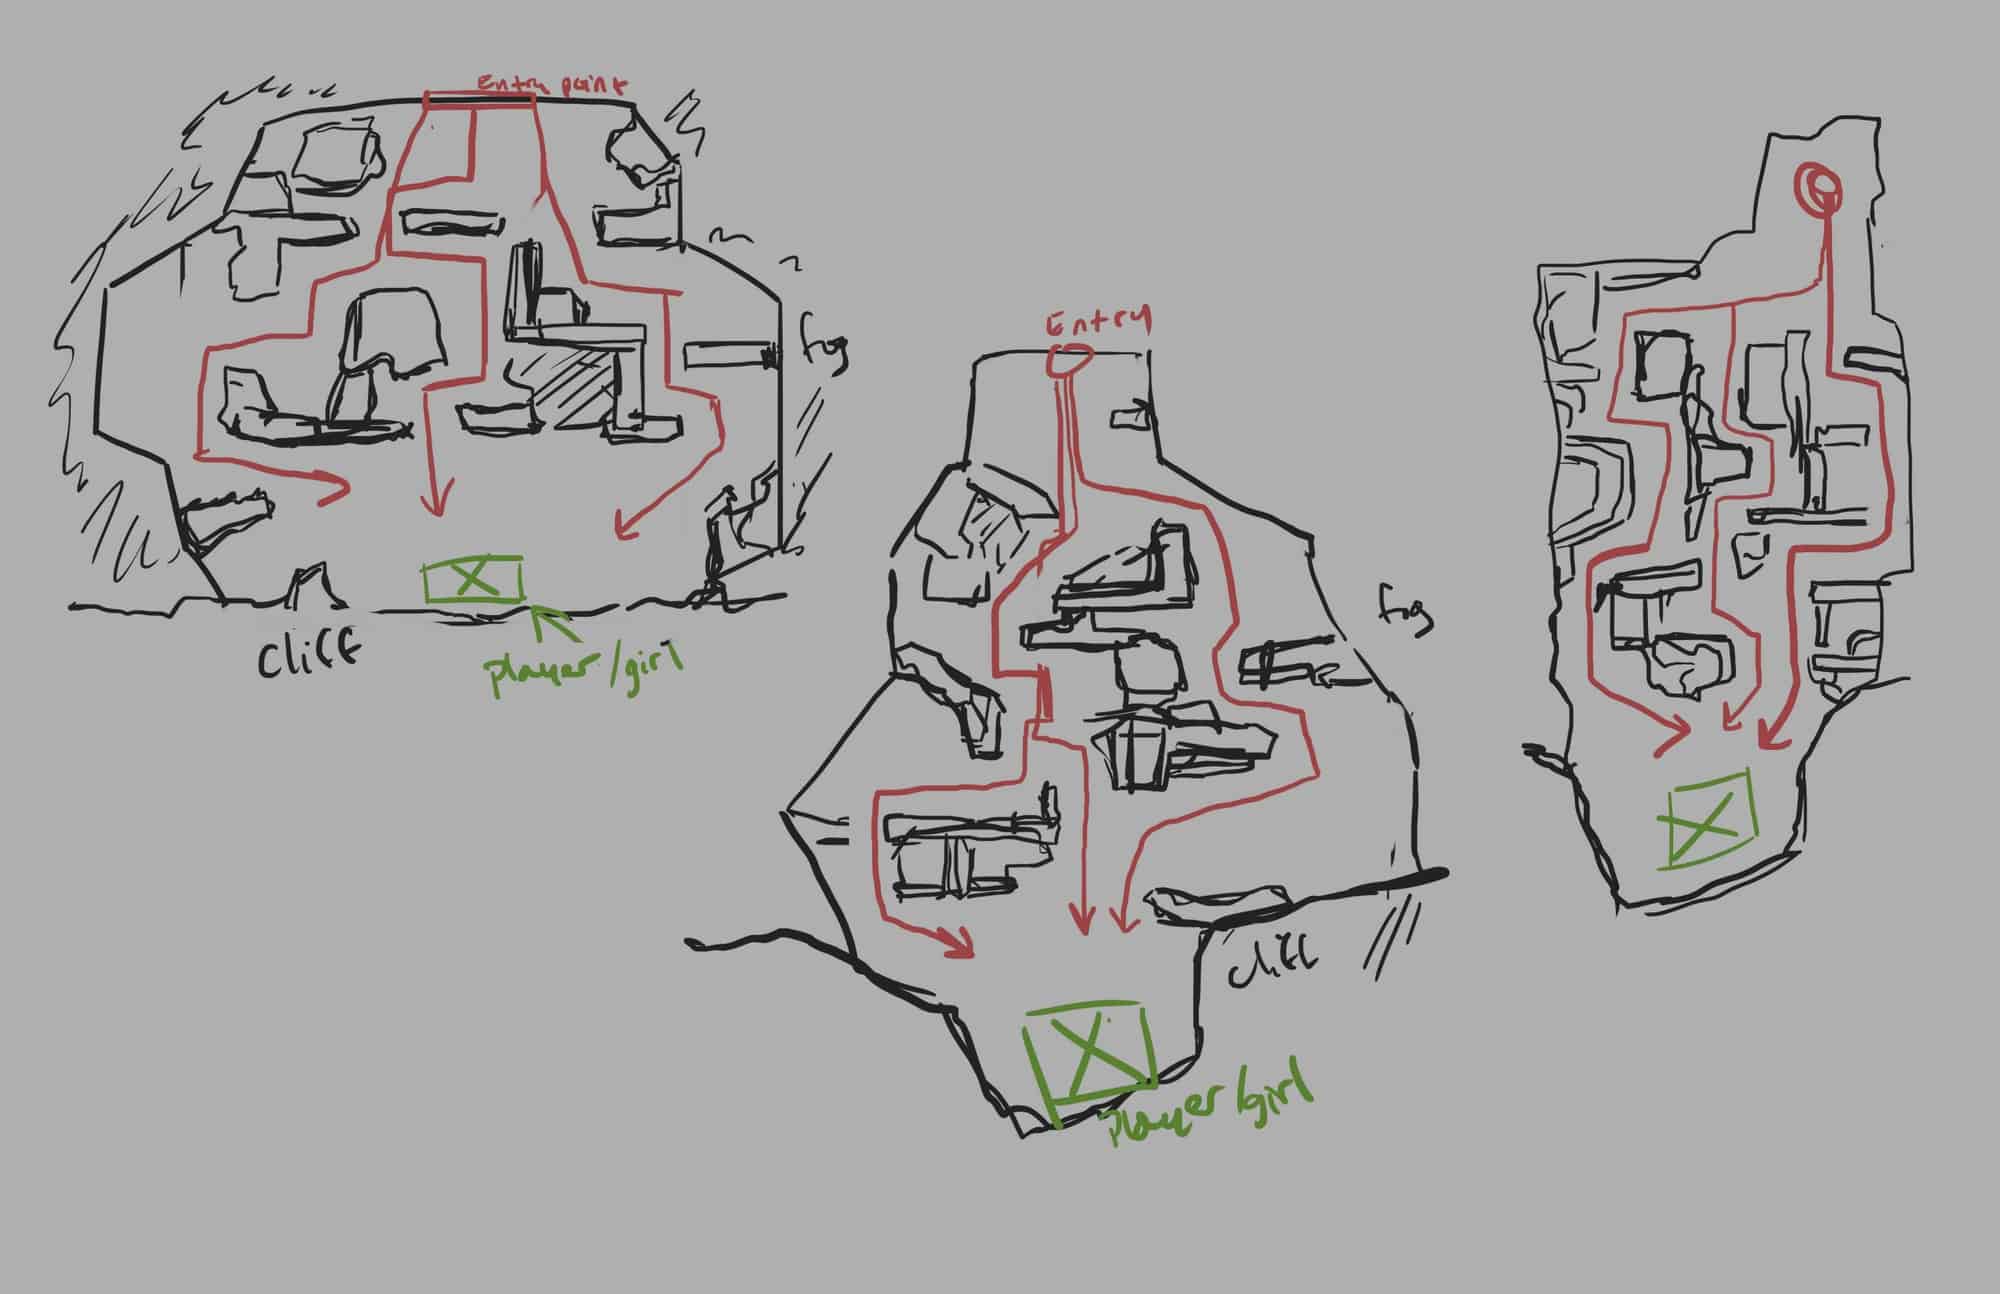 Entry point
fog
Cliff
player/girl
Entry
fog
cliff
player/girl